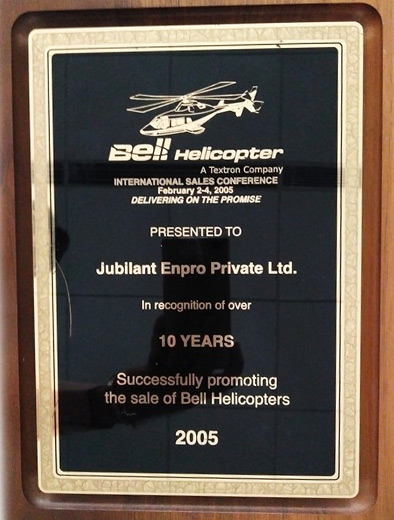 Bell Helicopter
A Textron Company
INTERNATIONAL SALES CONFERENCE
February 2-4, 2005
DELIVERING ON THE PROMISE
PRESENTED TO
Jubilant Enpro Private Ltd.
In recognition of over
10 YEARS
Successfully promoting
the sale of Bell Helicopters
2005